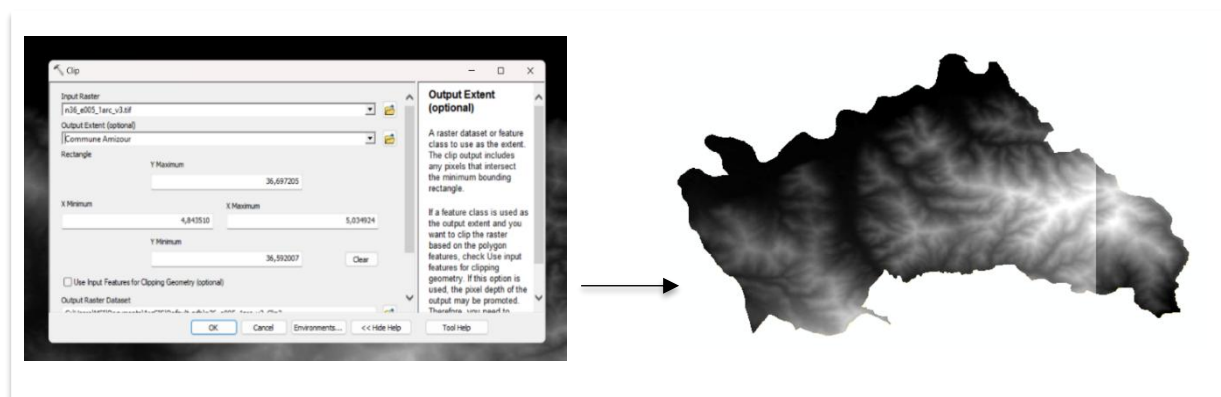 Clip
Input Raster
n36_e005_1arc_v3.tif
Output Extent (optional)
Commune Amizour
Rectangle
Y Maximum
36,697205
X Minimum
X Maximum
4,843510
5,034924
Y Minimum
36,592007
Clear
Use Input Features for Clipping Geometry (optional)
Output Raster Dataset
OK
Cancel
Environments...
<< Hide Help
Tool Help
Output Extent
(optional)
A raster dataset or feature
class to use as the extent.
The clip output includes
any pixels that intersect
the minimum bounding
rectangle.
If a feature class is used as
the output extent and you
want to clip the raster
based on the polygon
features, check Use input
features for clipping
geometry. If this option is
used, the pixel depth of the
output may be promoted.
Therefore, you need to